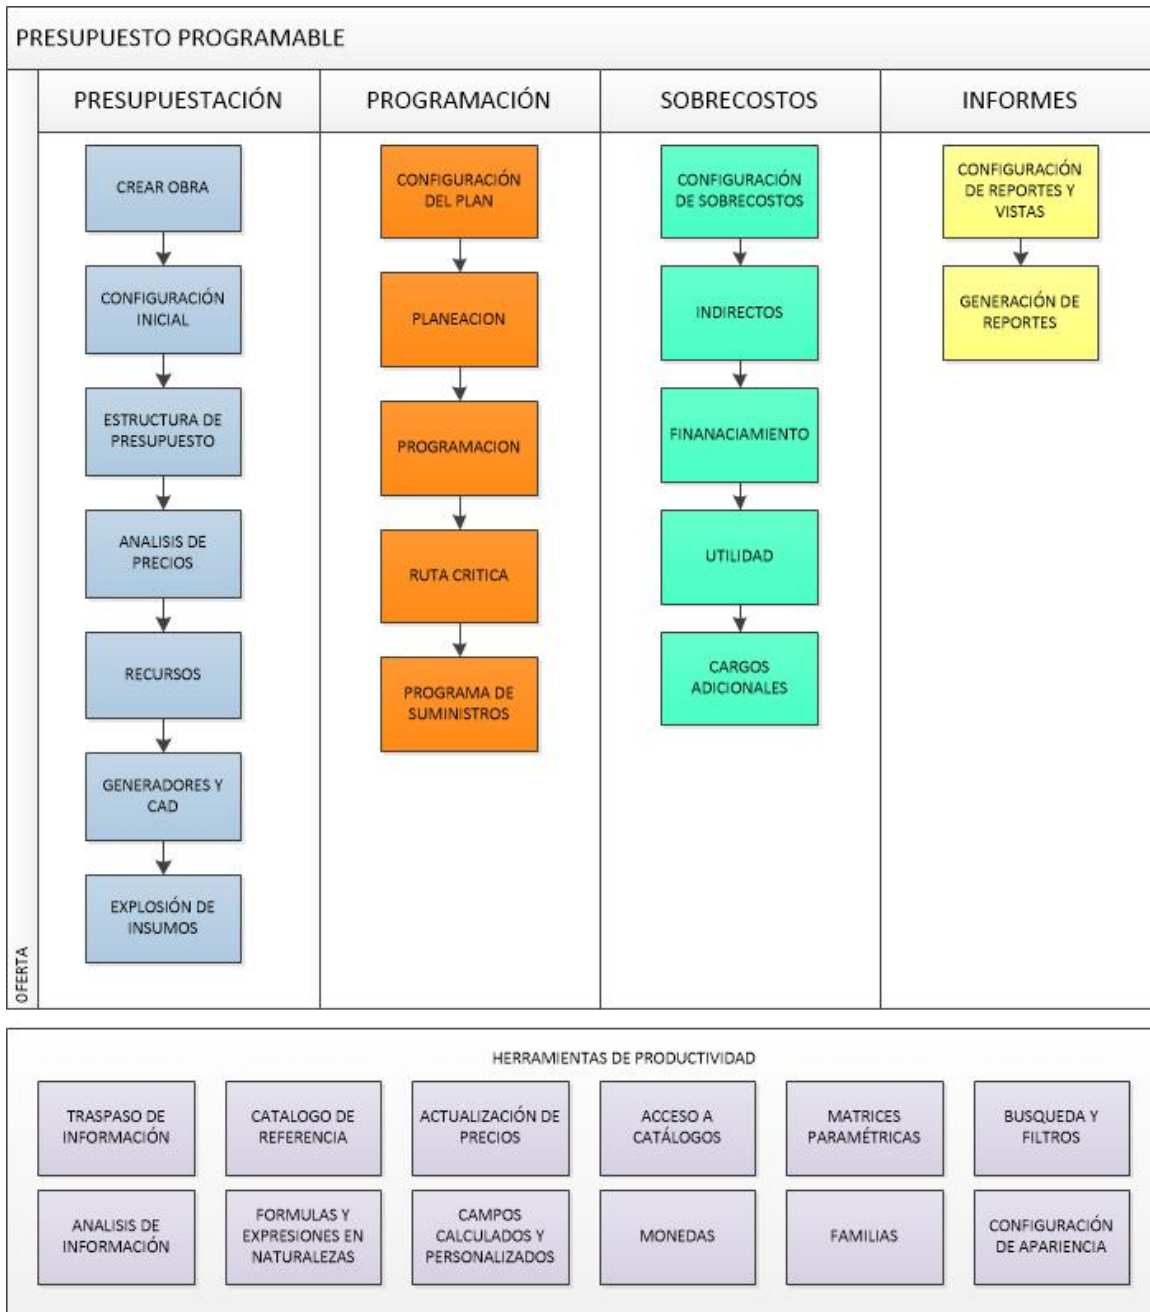 PRESUPUESTO PROGRAMABLE
PRESUPUESTACIÓN
PROGRAMACIÓN
SOBRECOSTOS
INFORMES
OFERTA
CREAR OBRA
CONFIGURACIÓN
INICIAL
ESTRUCTURA DE
PRESUPUESTO
ANALISIS DE
PRECIOS
RECURSOS
GENERADORES Y
CAD
EXPLOSIÓN DE
INSUMOS
CONFIGURACIÓN
DEL PLAN
PLANEACION
PROGRAMACION
RUTA CRITICA
PROGRAMA DE
SUMINISTROS
CONFIGURACIÓN
DE SOBRECOSTOS
INDIRECTOS
FINANACIAMIENTO
UTILIDAD
CARGOS
ADICIONALES
CONFIGURACIÓN
DE REPORTES Y
VISTAS
GENERACIÓN DE
REPORTES
HERRAMIENTAS DE PRODUCTIVIDAD
TRASPASO DE
INFORMACIÓN
CATALOGO DE
REFERENCIA
ACTUALIZACIÓN DE
PRECIOS
ACCESO A
CATÁLOGOS
MATRICES
PARAMÉTRICAS
BUSQUEDA Y
FILTROS
ANALISIS DE
INFORMACIÓN
FORMULAS Y
EXPRESIONES EN
NATURALEZAS
CAMPOS
CALCULADOS Y
PERSONALIZADOS
MONEDAS
FAMILIAS
CONFIGURACIÓN
DE APARIENCIA